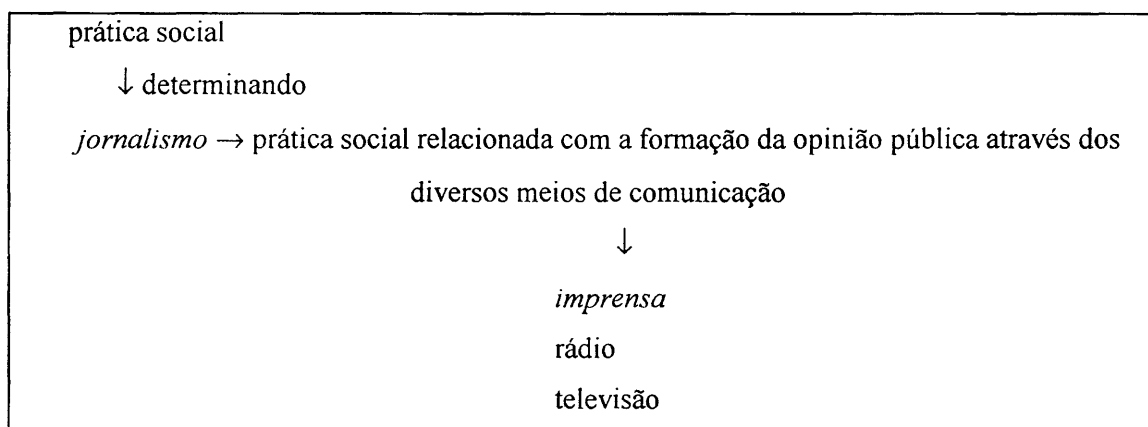 prática social
↓ determinando
jornalismo → prática social relacionada com a formação da opinião pública através dos
diversos meios de comunicação
↓
imprensa
rádio
televisão